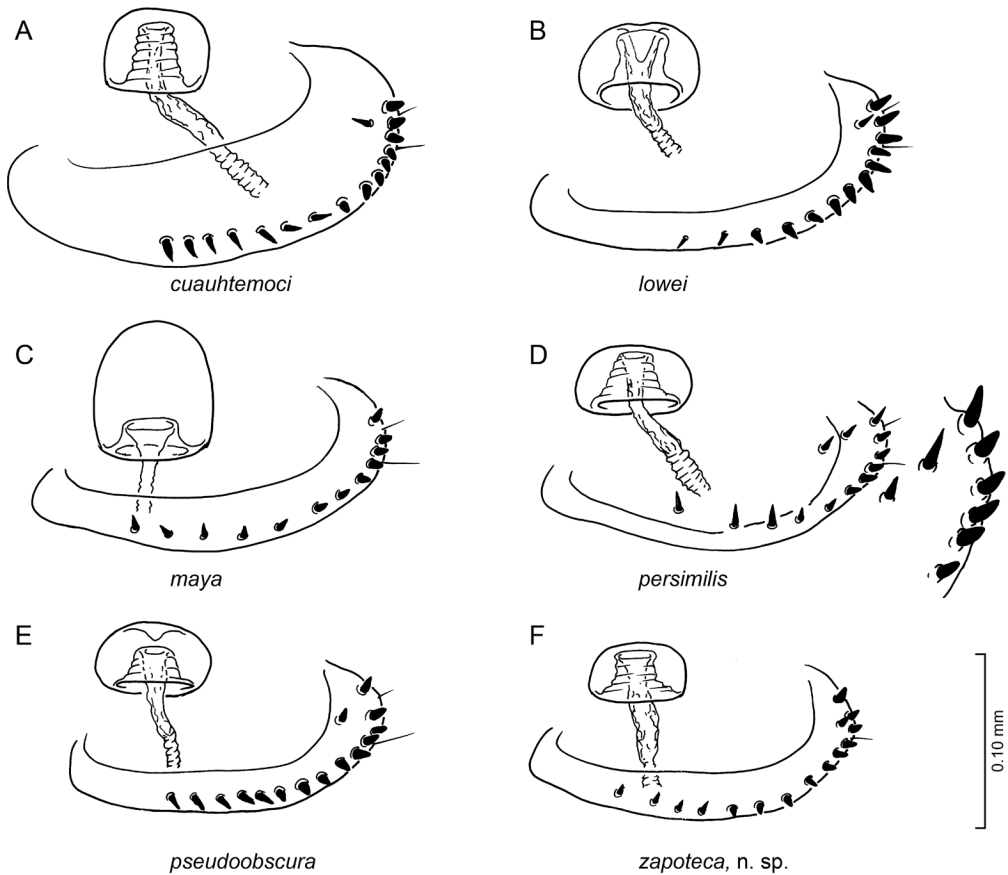 A
B
cuauhtemoci
lowei
C
D
maya
persimilis
E
F
0.10 mm
pseudoobscura
zapoteca, n. sp.